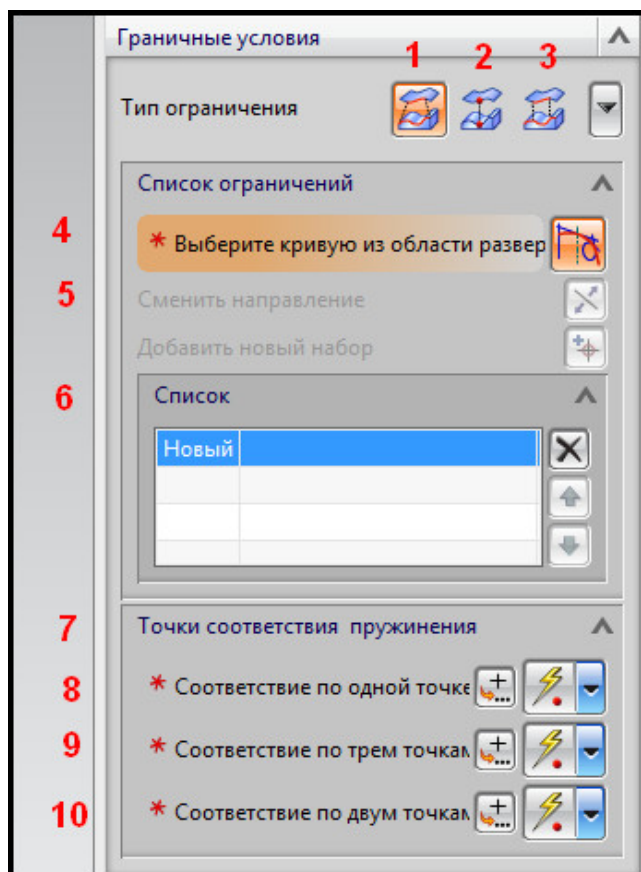 Граничные условия
1 2 3
Тип ограничения
Список ограничений
4 * Выберите кривую из области развер
5 Сменить направление
Добавить новый набор
6 Список
Новый
7 Точки соответствия пружинения
8 * Соответствие по одной точке
9 * Соответствие по трем точкам
10 * Соответствие по двум точкам